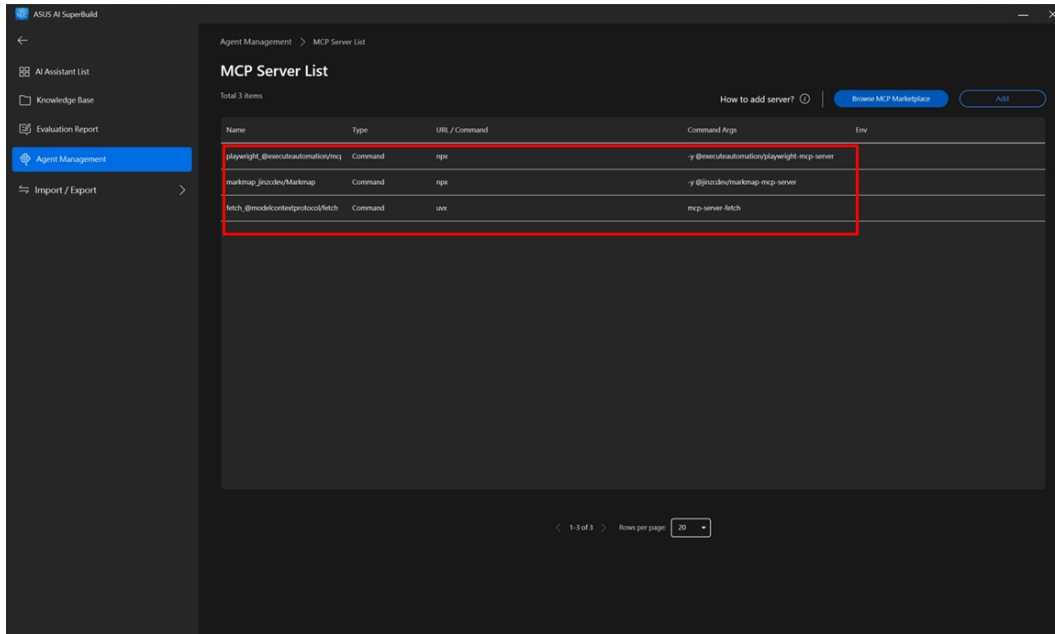 ASUS AI SuperBuild
AI Assistant List
Knowledge Base
Evaluation Report
Agent Management
Import / Export
Agent Management > MCP Server List
MCP Server List
Total 3 items
How to add server?
Browse MCP Marketplace
Add
Name Type URL / Command Command Args Env
playwright_@executeautomation/mcp Command npx -y @executeautomation/playwright-mcp-server
markmap_jinzcdev/Markmap Command npx -y @jinzcdev/markmap-mcp-server
fetch_@modelcontextprotocol/fetch Command uvx mcp-server-fetch
1-3 of 3 Rows per page: 20